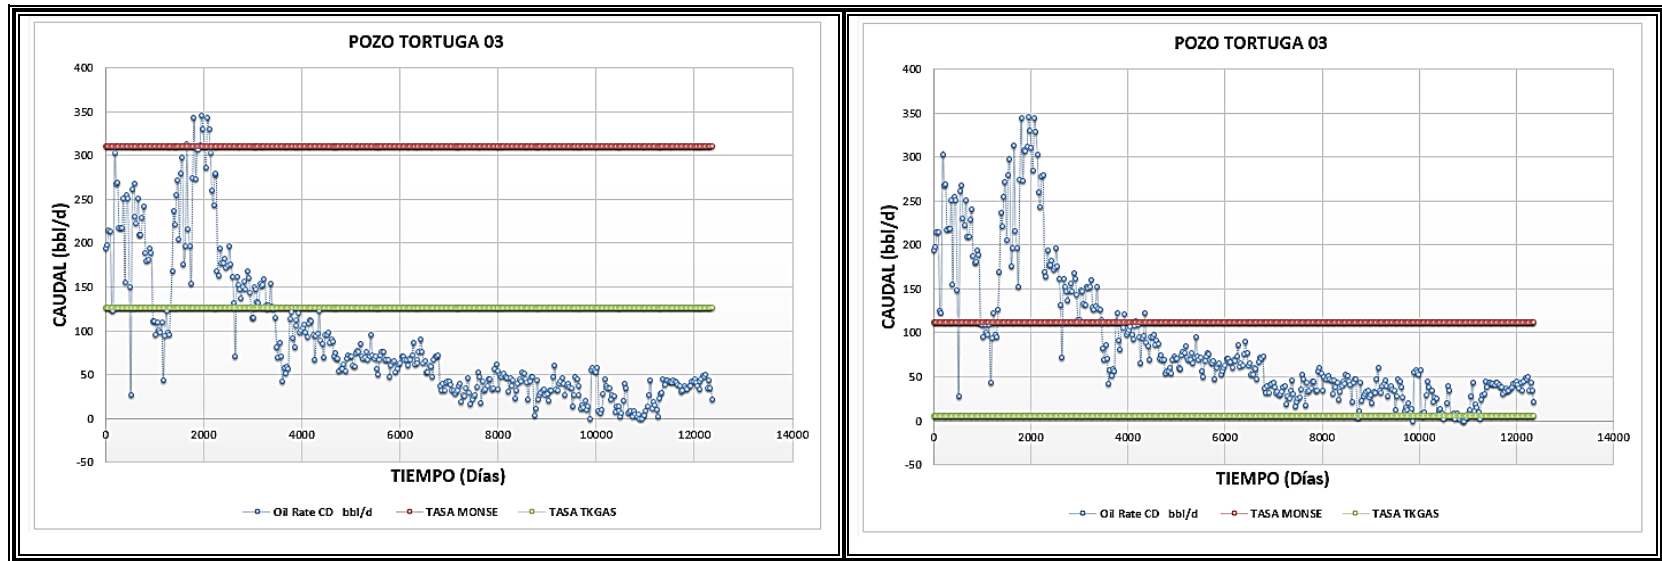 POZO TORTUGA 03
400
350
300
250
200
150
100
50
0
-50
CAUDAL (bbl/d)
0 2000 4000 6000 8000 10000 12000 14000
TIEMPO (Días)
Oil Rate CD bbl/d TASA MONSE TASA TKGAS
POZO TORTUGA 03
400
350
300
250
200
150
100
50
0
-50
CAUDAL (bbl/d)
0 2000 4000 6000 8000 10000 12000 14000
TIEMPO (Días)
Oil Rate CD bbl/d TASA MONSE TASA TKGAS